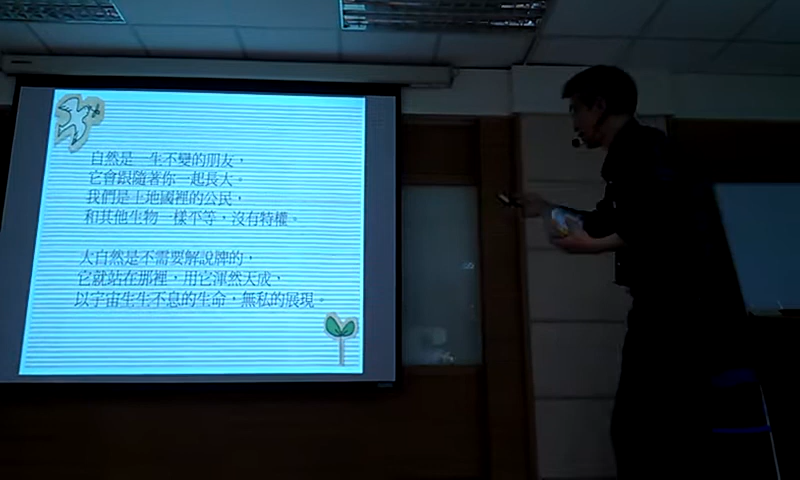 自然是一生不變的朋友，
它會跟隨著你一起長大。
我們是土地國裡的公民，
和其他生物一樣平等，沒有特權。
大自然是不需要解說牌的，
它就站在那裡，用它渾然天成，
以宇宙生生不息的生命，無私的展現。